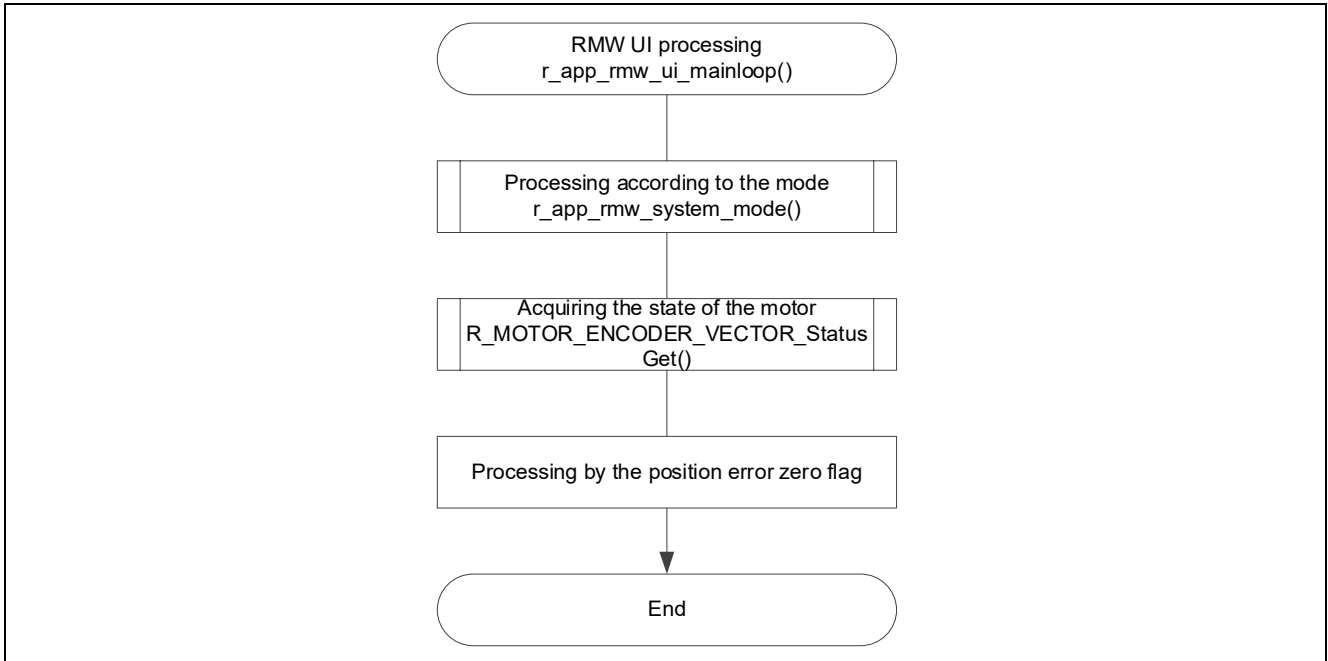 RMW UI processing
r_app_rmw_ui_mainloop()
Processing according to the mode
r_app_rmw_system_mode()
Acquiring the state of the motor
R_MOTOR_ENCODER_VECTOR_Status
Get()
Processing by the position error zero flag
End